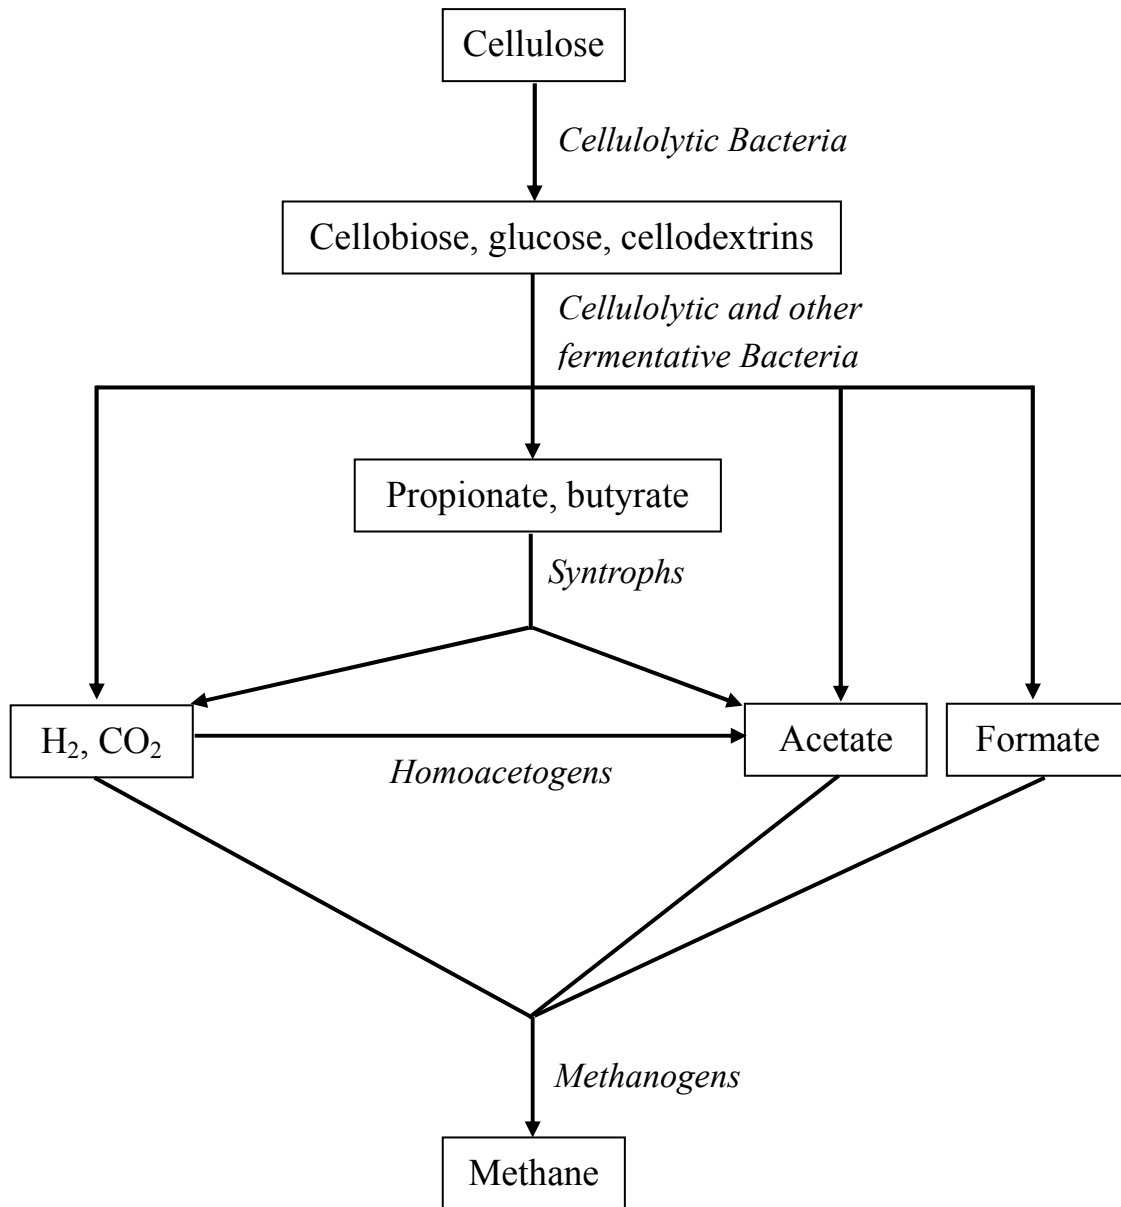 Cellulose
Cellulolytic Bacteria
Cellobiose, glucose, cellodextrins
Cellulolytic and other
fermentative Bacteria
Propionate, butyrate
Syntrophs
H₂, CO₂
Acetate
Formate
Homoacetogens
Methanogens
Methane